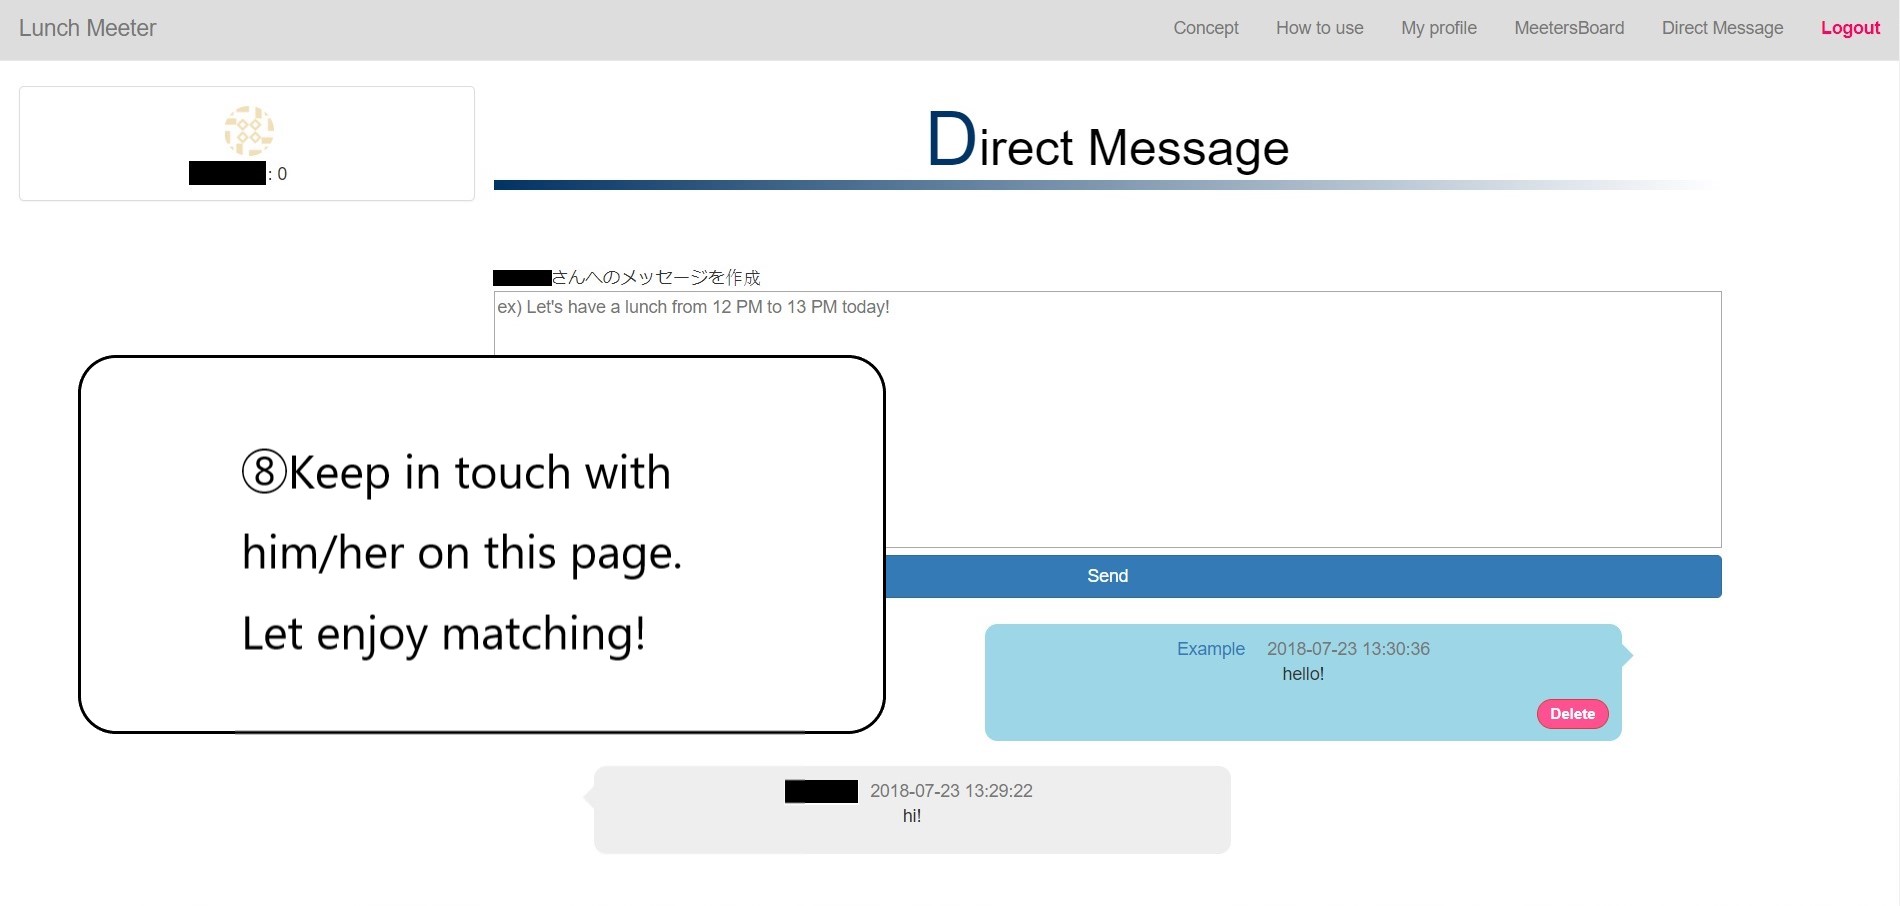 Lunch Meeter
Concept
How to use
My profile
MeetersBoard
Direct Message
Logout
: 0
Direct Message
さんへのメッセージを作成
ex) Let's have a lunch from 12 PM to 13 PM today!
⑧Keep in touch with
him/her on this page.
Let enjoy matching!
Send
Example 2018-07-23 13:30:36
hello!
Delete
2018-07-23 13:29:22
hi!